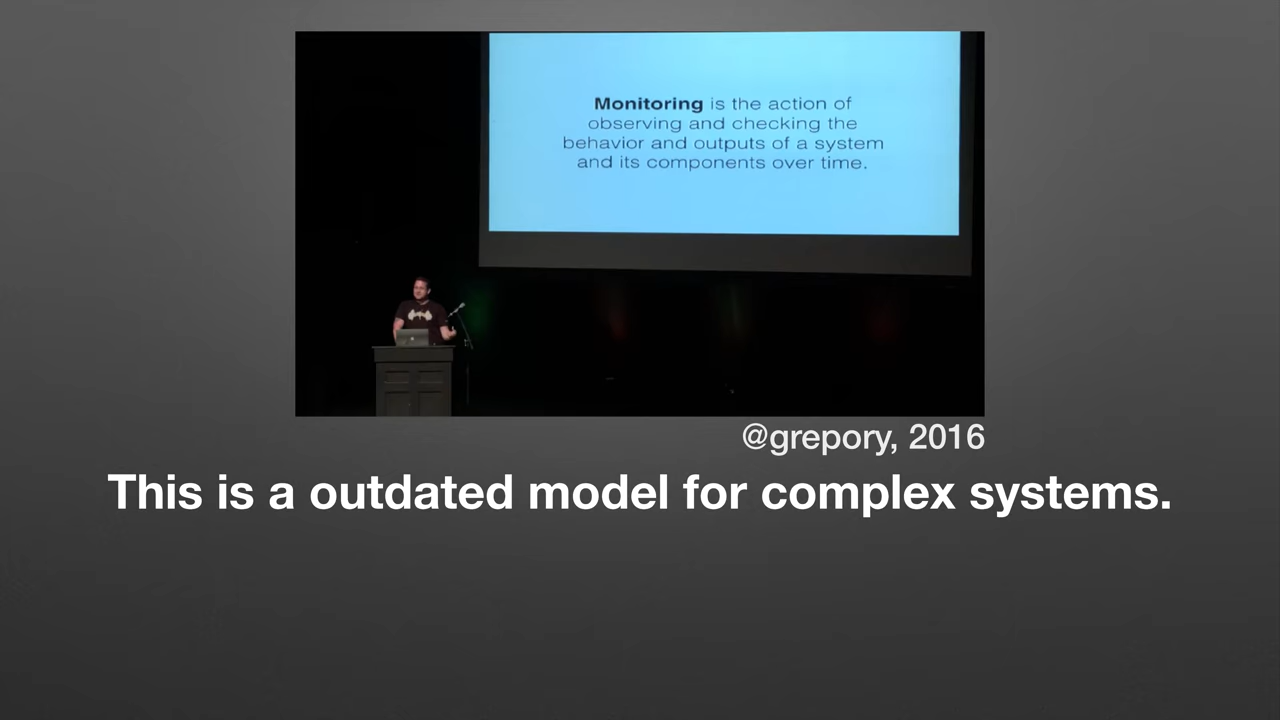 Monitoring is the action of
observing and checking the
behavior and outputs of a system
and its components over time.
@grepory, 2016
This is a outdated model for complex systems.